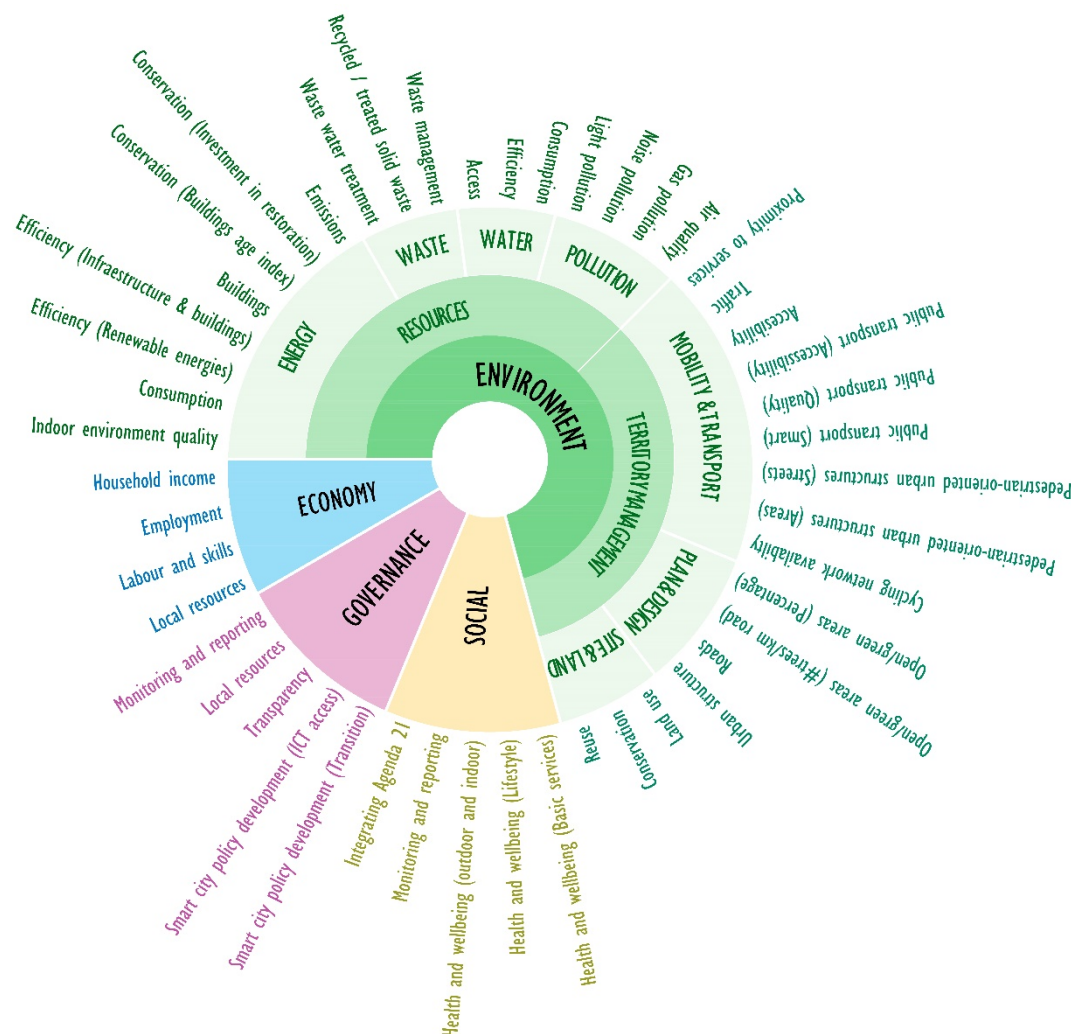 ENVIRONMENT
RESOURCES
ENERGY
Indoor environment quality
Consumption
Efficiency (Renewable energies)
Efficiency (Infraestructure & buildings)
Buildings
Conservation (Buildings age index)
Conservation (Investment in restoration)
Emissions
WASTE
Waste water treatment
Recycled / treated solid waste
Waste management
WATER
Access
Efficiency
Consumption
POLLUTION
Light pollution
Noise pollution
Gas pollution
Air quality
TERRITORY MANAGEMENT
MOBILITY & TRANSPORT
Proximity to services
Traffic
Accesibility
Public transport (Accessibility)
Public transport (Quality)
Public transport (Smart)
Pedestrian-oriented urban structures (Streets)
Pedestrian-oriented urban structures (Areas)
Cycling network availability
PLAN & DESIGN
Open/green areas (Percentage)
Open/green areas (#trees/km road)
Roads
Urban structure
SITE & LAND
Land use
Conservation
Reuse
SOCIAL
Health and wellbeing (Basic services)
Health and wellbeing (Lifestyle)
Health and wellbeing (outdoor and indoor)
Monitoring and reporting
Integrating Agenda 21
GOVERNANCE
Smart city policy development (Transition)
Smart city policy development (ICT access)
Transparency
Local resources
Monitoring and reporting
ECONOMY
Local resources
Labour and skills
Employment
Household income